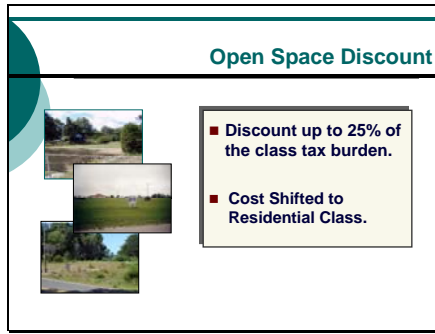 Open Space Discount
Discount up to 25% of
the class tax burden.
Cost Shifted to
Residential Class.